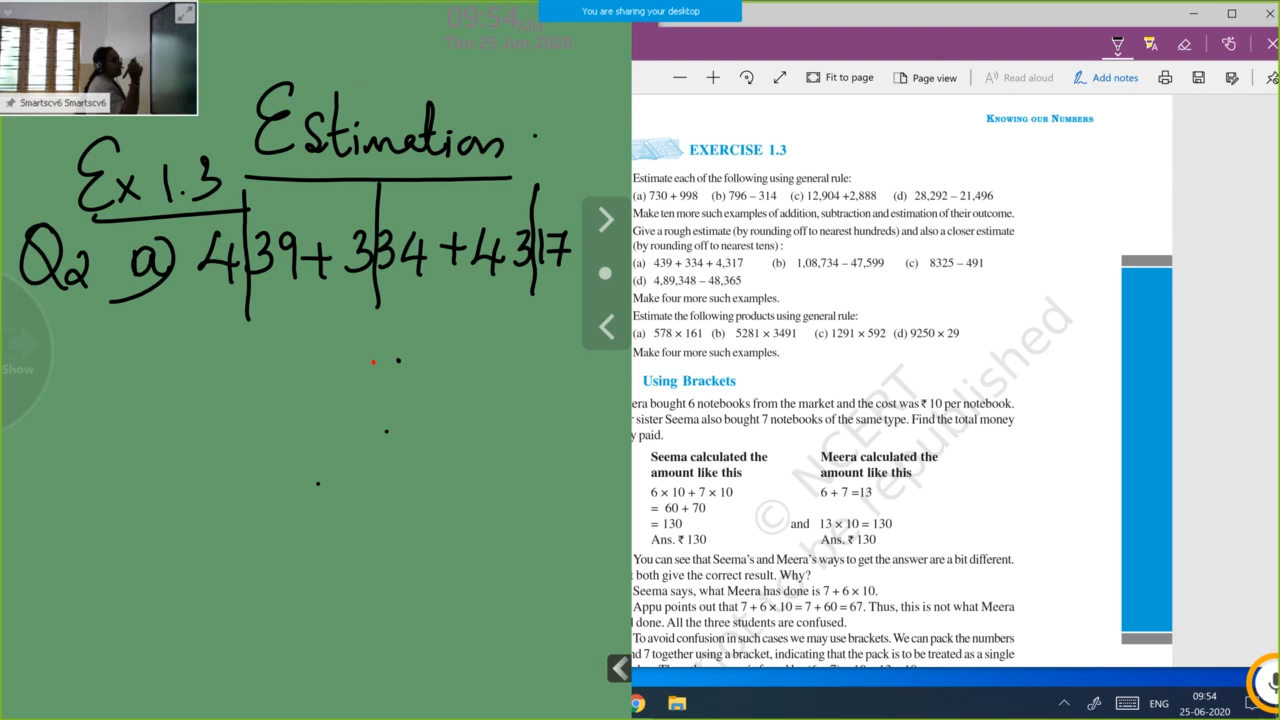 You are sharing your desktop
09:54 AM
Thu 25 Jun 2020
Smartscv6 Smartscv6
Show
Estimation
Ex 1.3
Q2 a) 439 + 334 + 4317
Fit to page
Page view
Read aloud
Add notes
KNOWING OUR NUMBERS
EXERCISE 1.3
Estimate each of the following using general rule:
(a) 730 + 998 (b) 796 – 314 (c) 12,904 +2,888 (d) 28,292 – 21,496
Make ten more such examples of addition, subtraction and estimation of their outcome.
Give a rough estimate (by rounding off to nearest hundreds) and also a closer estimate
(by rounding off to nearest tens) :
(a) 439 + 334 + 4,317 (b) 1,08,734 – 47,599 (c) 8325 – 491
(d) 4,89,348 – 48,365
Make four more such examples.
Estimate the following products using general rule:
(a) 578 × 161 (b) 5281 × 3491 (c) 1291 × 592 (d) 9250 × 29
Make four more such examples.
Using Brackets
era bought 6 notebooks from the market and the cost was ₹ 10 per notebook.
sister Seema also bought 7 notebooks of the same type. Find the total money
y paid.
Seema calculated the Meera calculated the
amount like this amount like this
6 × 10 + 7 × 10 6 + 7 =13
= 60 + 70
= 130 and 13 × 10 = 130
Ans. ₹ 130 Ans. ₹ 130
You can see that Seema's and Meera's ways to get the answer are a bit different.
both give the correct result. Why?
Seema says, what Meera has done is 7 + 6 × 10.
Appu points out that 7 + 6 × 10 = 7 + 60 = 67. Thus, this is not what Meera
done. All the three students are confused.
To avoid confusion in such cases we may use brackets. We can pack the numbers
nd 7 together using a bracket, indicating that the pack is to be treated as a single
© NCERT
not to be republished
ENG
09:54
25-06-2020